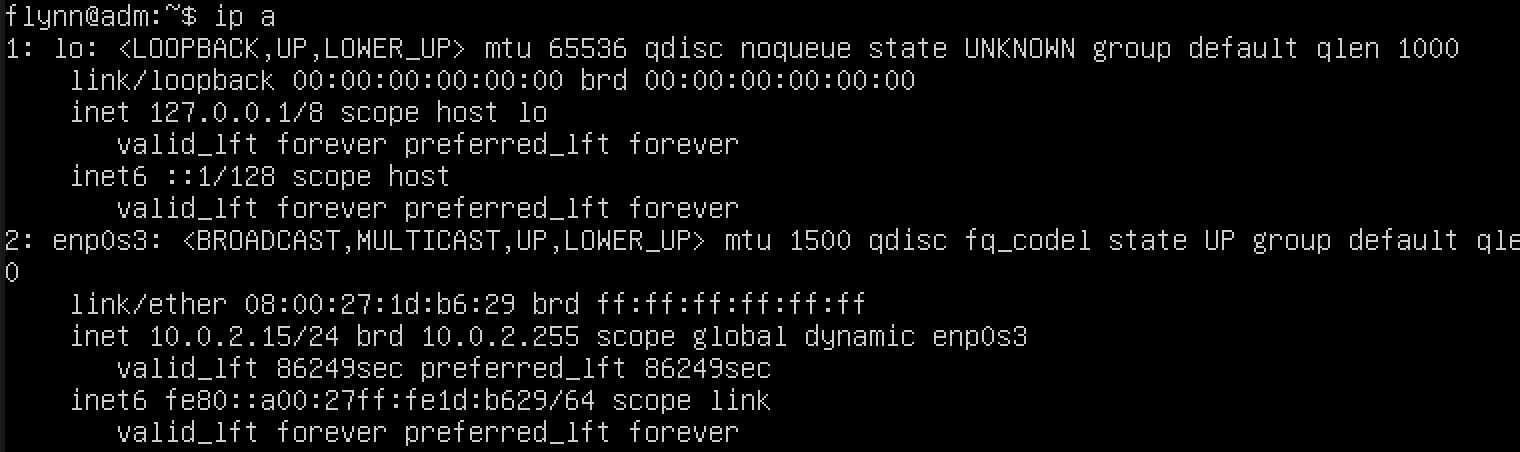 flynn@adm:~$ ip a
1: lo: <LOOPBACK,UP,LOWER_UP> mtu 65536 qdisc noqueue state UNKNOWN group default qlen 1000
    link/loopback 00:00:00:00:00:00 brd 00:00:00:00:00:00
    inet 127.0.0.1/8 scope host lo
       valid_lft forever preferred_lft forever
    inet6 ::1/128 scope host
       valid_lft forever preferred_lft forever
2: enp0s3: <BROADCAST,MULTICAST,UP,LOWER_UP> mtu 1500 qdisc fq_codel state UP group default qle
0
    link/ether 08:00:27:1d:b6:29 brd ff:ff:ff:ff:ff:ff
    inet 10.0.2.15/24 brd 10.0.2.255 scope global dynamic enp0s3
       valid_lft 86249sec preferred_lft 86249sec
    inet6 fe80::a00:27ff:fe1d:b629/64 scope link
       valid_lft forever preferred_lft forever